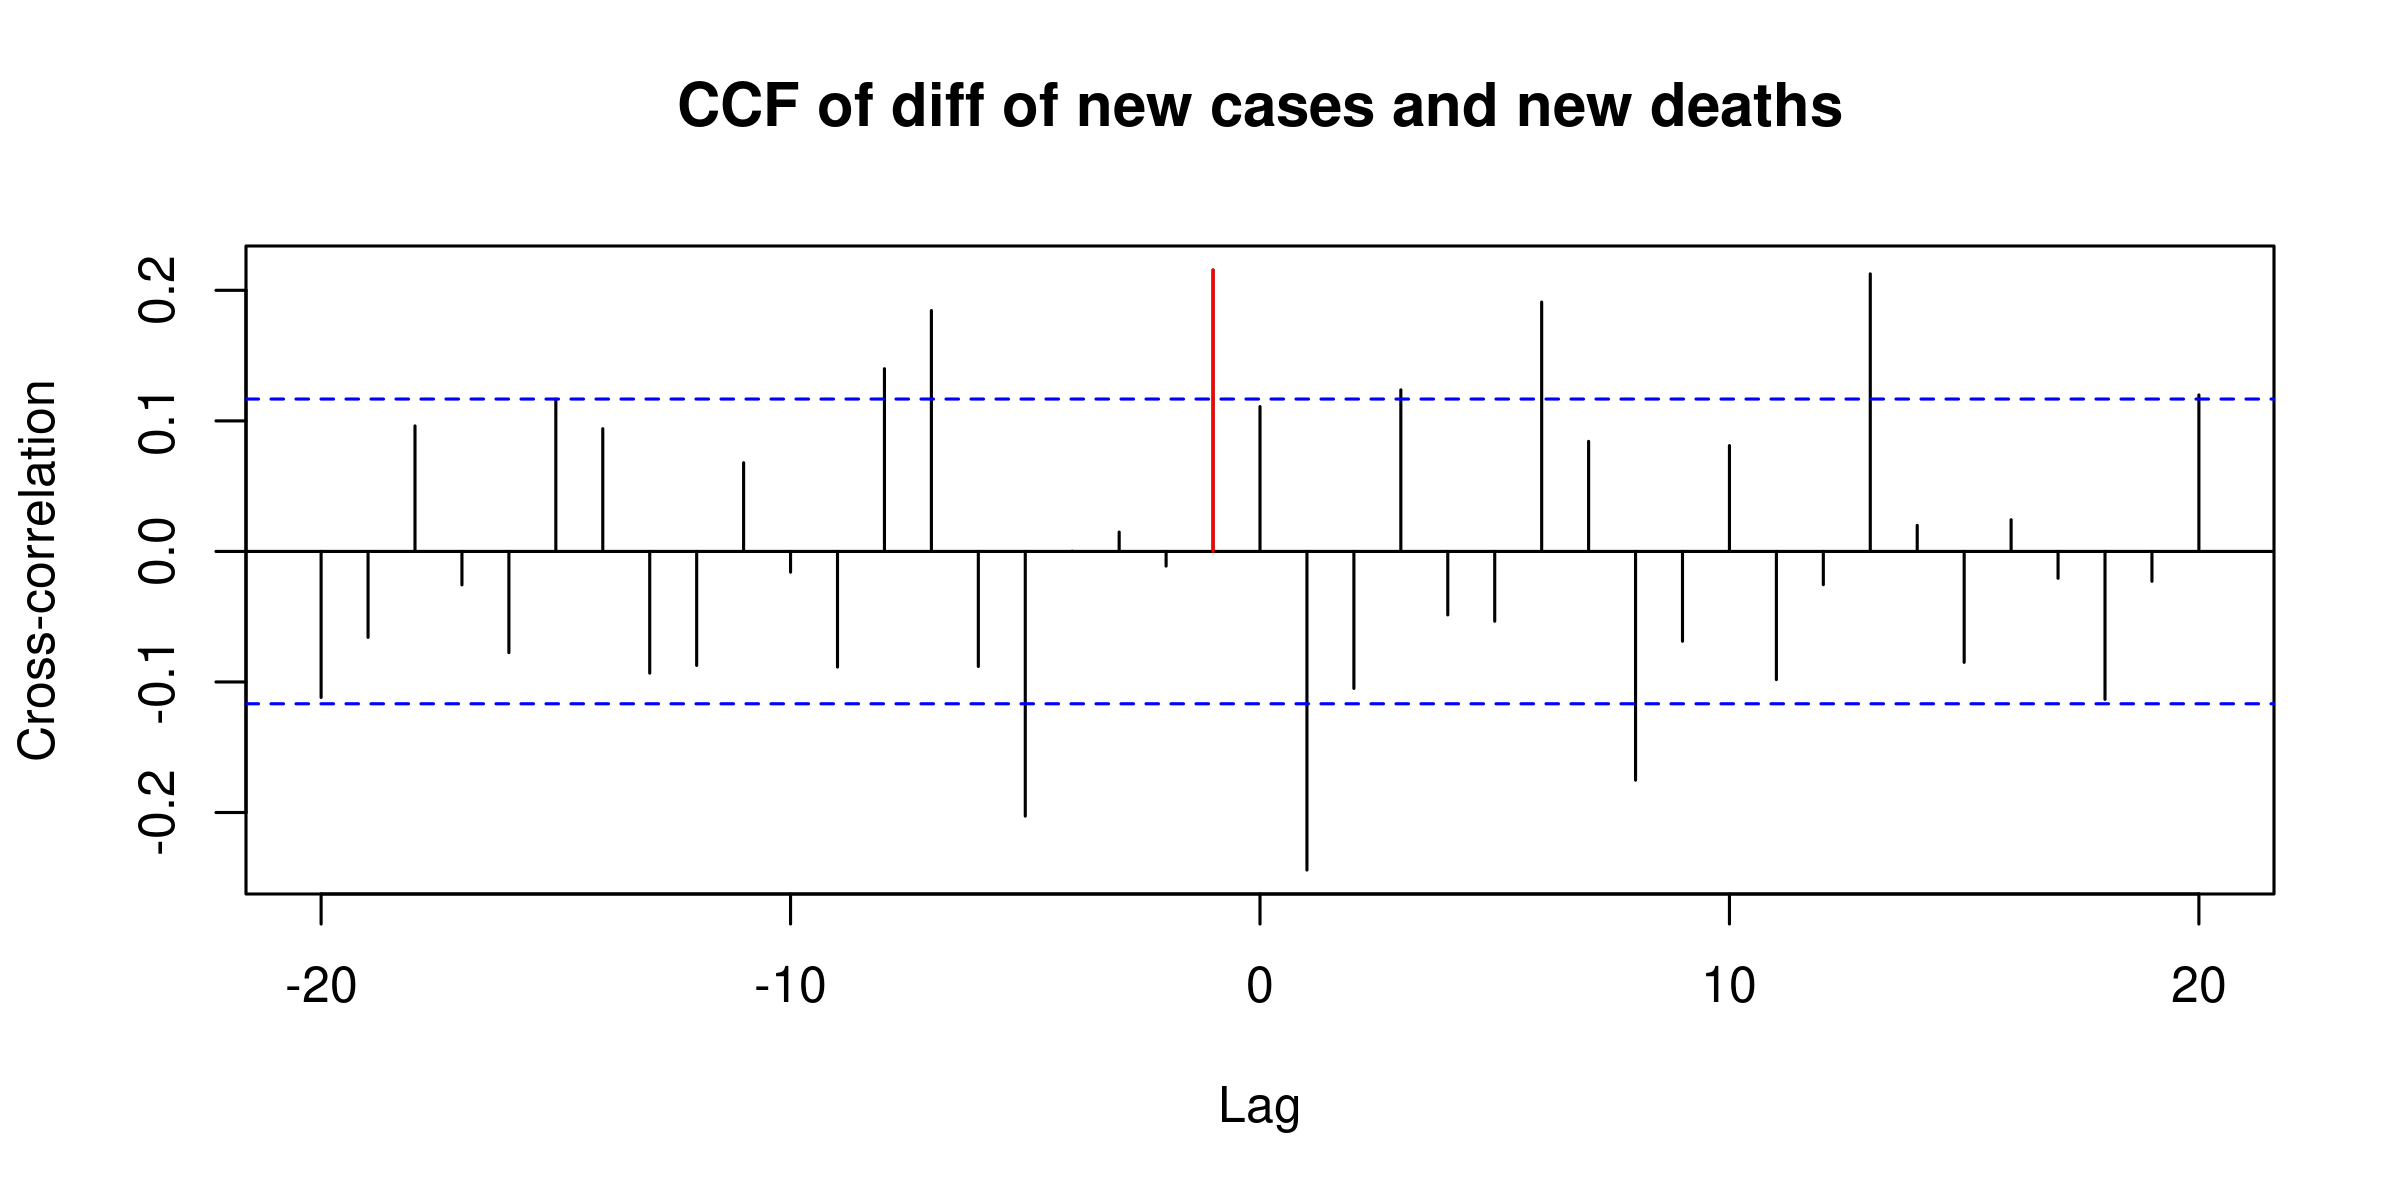 CCF of diff of new cases and new deaths
Cross-correlation
0.2
0.1
0.0
-0.1
-0.2
-20 -10 0 10 20
Lag